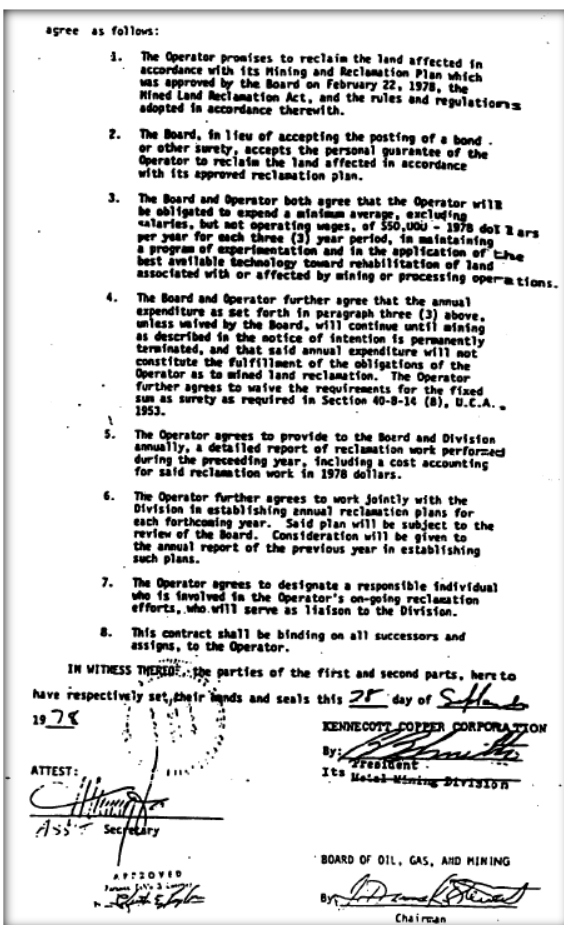 agree as follows:
1. The Operator promises to reclaim the land affected in
accordance with its Mining and Reclamation Plan which
was approved by the Board on February 22, 1978, the
Mined Land Reclamation Act, and the rules and regulations
adopted in accordance therewith.
2. The Board, in lieu of accepting the posting of a bond
or other surety, accepts the personal guarantee of the
Operator to reclaim the land affected in accordance
with its approved reclamation plan.
3. The Board and Operator both agree that the Operator will
be obligated to expend a minimum average, excluding
salaries, but not operating wages, of $50,000 - 1978 dollars
per year for each three (3) year period, in maintaining
a program of experimentation and in the application of the
best available technology toward rehabilitation of land
associated with or affected by mining or processing operations.
4. The Board and Operator further agree that the annual
expenditure as set forth in paragraph three (3) above,
unless waived by the Board, will continue until mining
as described in the notice of intention is permanently
terminated, and that said annual expenditure will not
constitute the fulfillment of the obligations of the
Operator as to mined land reclamation. The Operator
further agrees to waive the requirements for the fixed
sum as surety as required in Section 40-8-14 (8), U.C.A.
1953.
5. The Operator agrees to provide to the Board and Division
annually, a detailed report of reclamation work performed
during the preceeding year, including a cost accounting
for said reclamation work in 1978 dollars.
6. The Operator further agrees to work jointly with the
Division in establishing annual reclamation plans for
each forthcoming year. Said plan will be subject to the
review of the Board. Consideration will be given to
the annual report of the previous year in establishing
such plans.
7. The Operator agrees to designate a responsible individual
who is involved in the Operator's on-going reclamation
efforts, who will serve as liaison to the Division.
8. This contract shall be binding on all successors and
assigns, to the Operator.
IN WITNESS THEREOF, the parties of the first and second parts, hereto
have respectively set their hands and seals this 28 day of
1978
KENNECOTT COPPER CORPORATION
By:
President
Its Metal Mining Division
ATTEST:
Ass't Secretary
APPROVED
BOARD OF OIL, GAS, AND MINING
By
Chairman